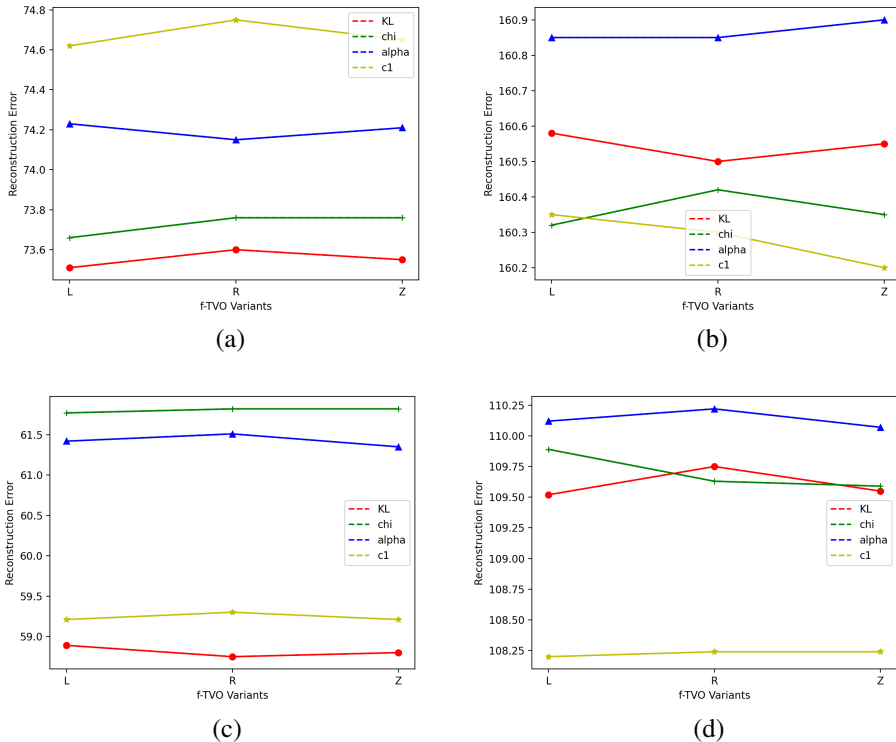 74.8
74.6
74.4
74.2
74.0
73.8
73.6
Reconstruction Error
KL
chi
alpha
c1
L R Z
f-TVO Variants
(a)
160.9
160.8
160.7
160.6
160.5
160.4
160.3
160.2
Reconstruction Error
KL
chi
alpha
c1
L R Z
f-TVO Variants
(b)
61.5
61.0
60.5
60.0
59.5
59.0
Reconstruction Error
KL
chi
alpha
c1
L R Z
f-TVO Variants
(c)
110.25
110.00
109.75
109.50
109.25
109.00
108.75
108.50
108.25
Reconstruction Error
KL
chi
alpha
c1
L R Z
f-TVO Variants
(d)